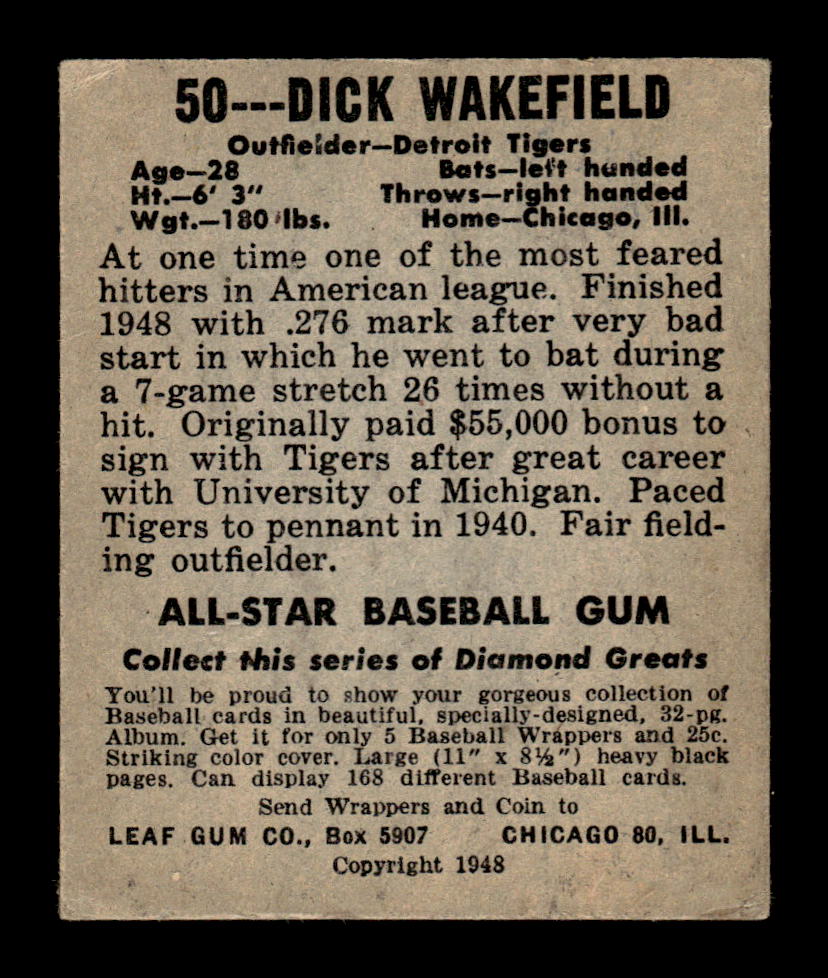 50---DICK WAKEFIELD
Outfielder—Detroit Tigers
Age—28 Bats—left handed
Ht.—6' 3" Throws—right handed
Wgt.—180 lbs. Home—Chicago, Ill.
At one time one of the most feared
hitters in American league. Finished
1948 with .276 mark after very bad
start in which he went to bat during
a 7-game stretch 26 times without a
hit. Originally paid $55,000 bonus to
sign with Tigers after great career
with University of Michigan. Paced
Tigers to pennant in 1940. Fair field-
ing outfielder.
ALL-STAR BASEBALL GUM
Collect this series of Diamond Greats
You'll be proud to show your gorgeous collection of
Baseball cards in beautiful, specially-designed, 32-pg.
Album. Get it for only 5 Baseball Wrappers and 25c.
Striking color cover. Large (11" x 8½") heavy black
pages. Can display 168 different Baseball cards.
Send Wrappers and Coin to
LEAF GUM CO., Box 5907 CHICAGO 80, ILL.
Copyright 1948